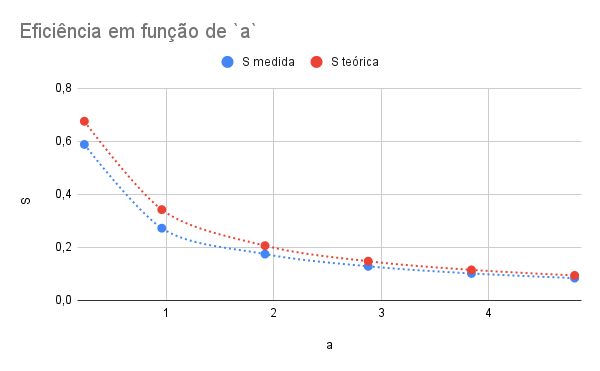 Eficiência em função de `a`
S medida
S teórica
0,8
0,6
0,4
0,2
0,0
S
1
2
3
4
a